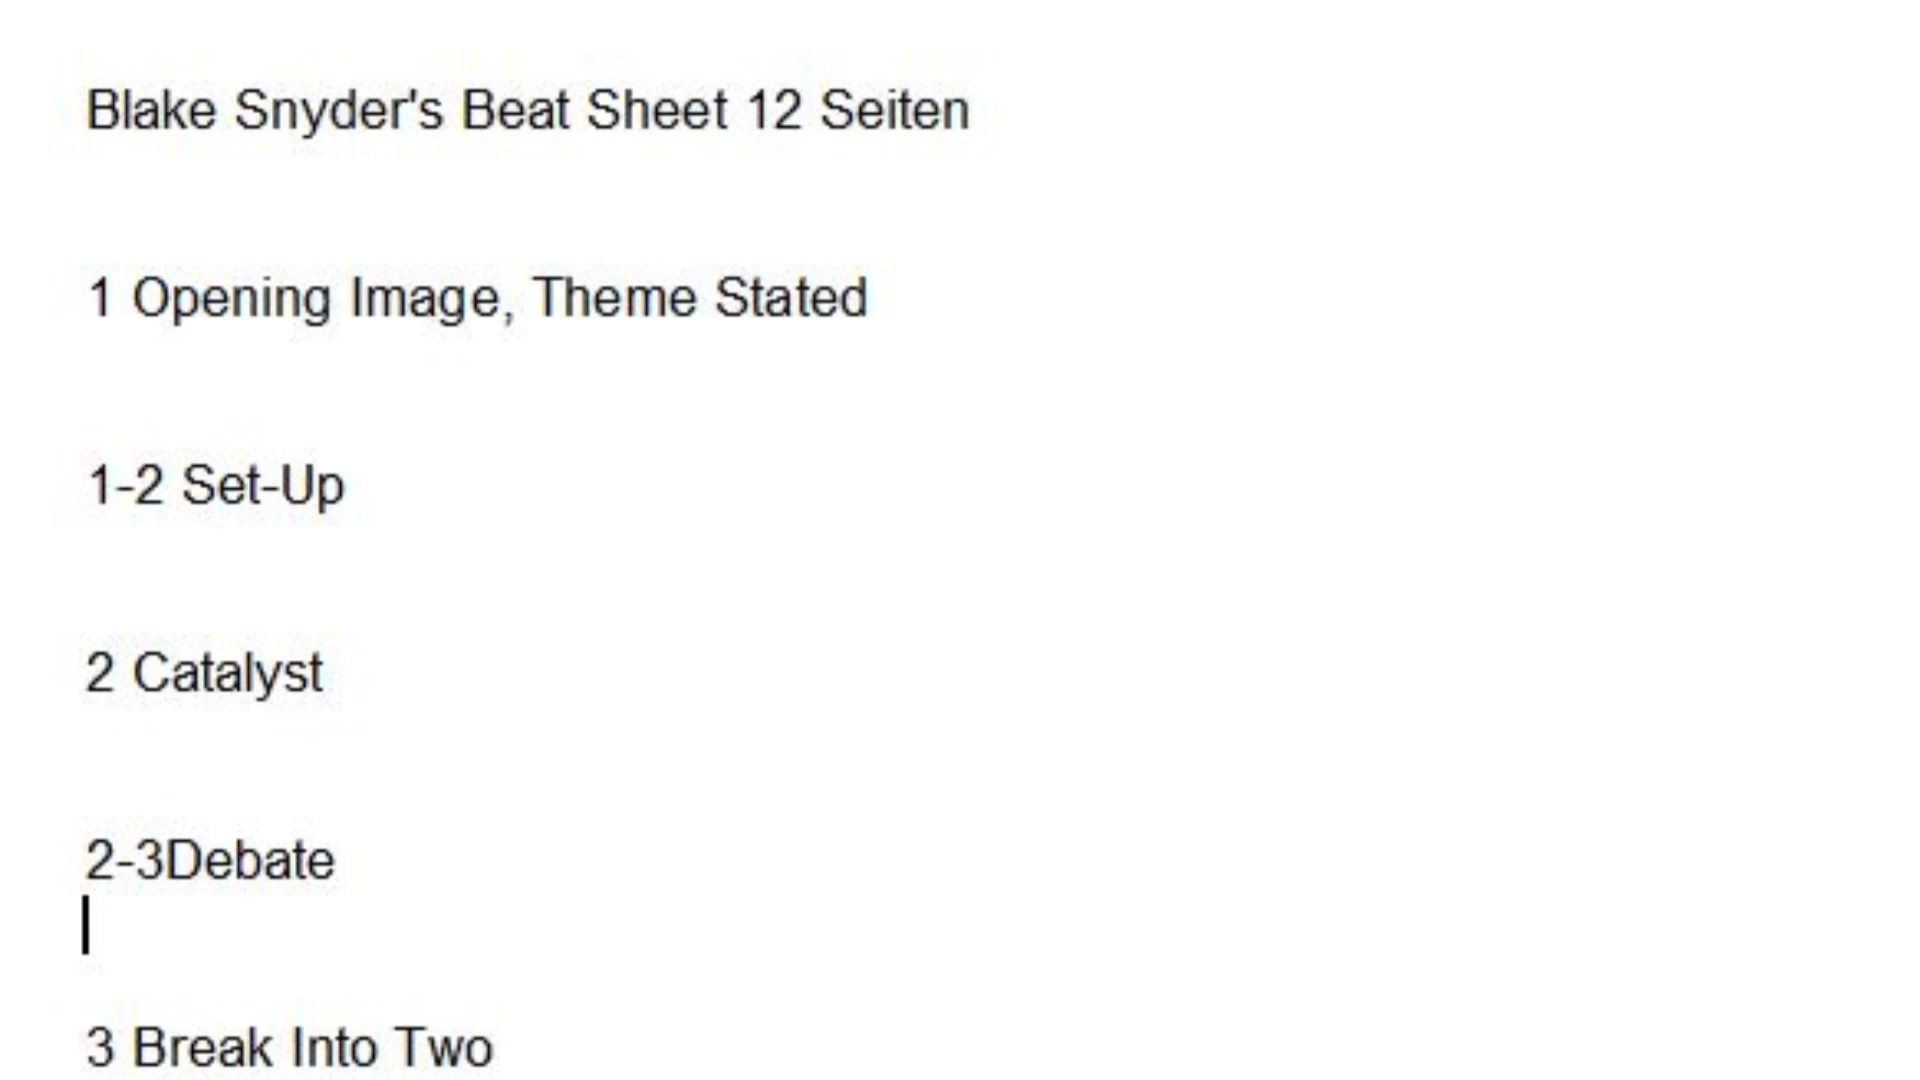 Blake Snyder's Beat Sheet 12 Seiten
1 Opening Image, Theme Stated
1-2 Set-Up
2 Catalyst
2-3Debate
3 Break Into Two